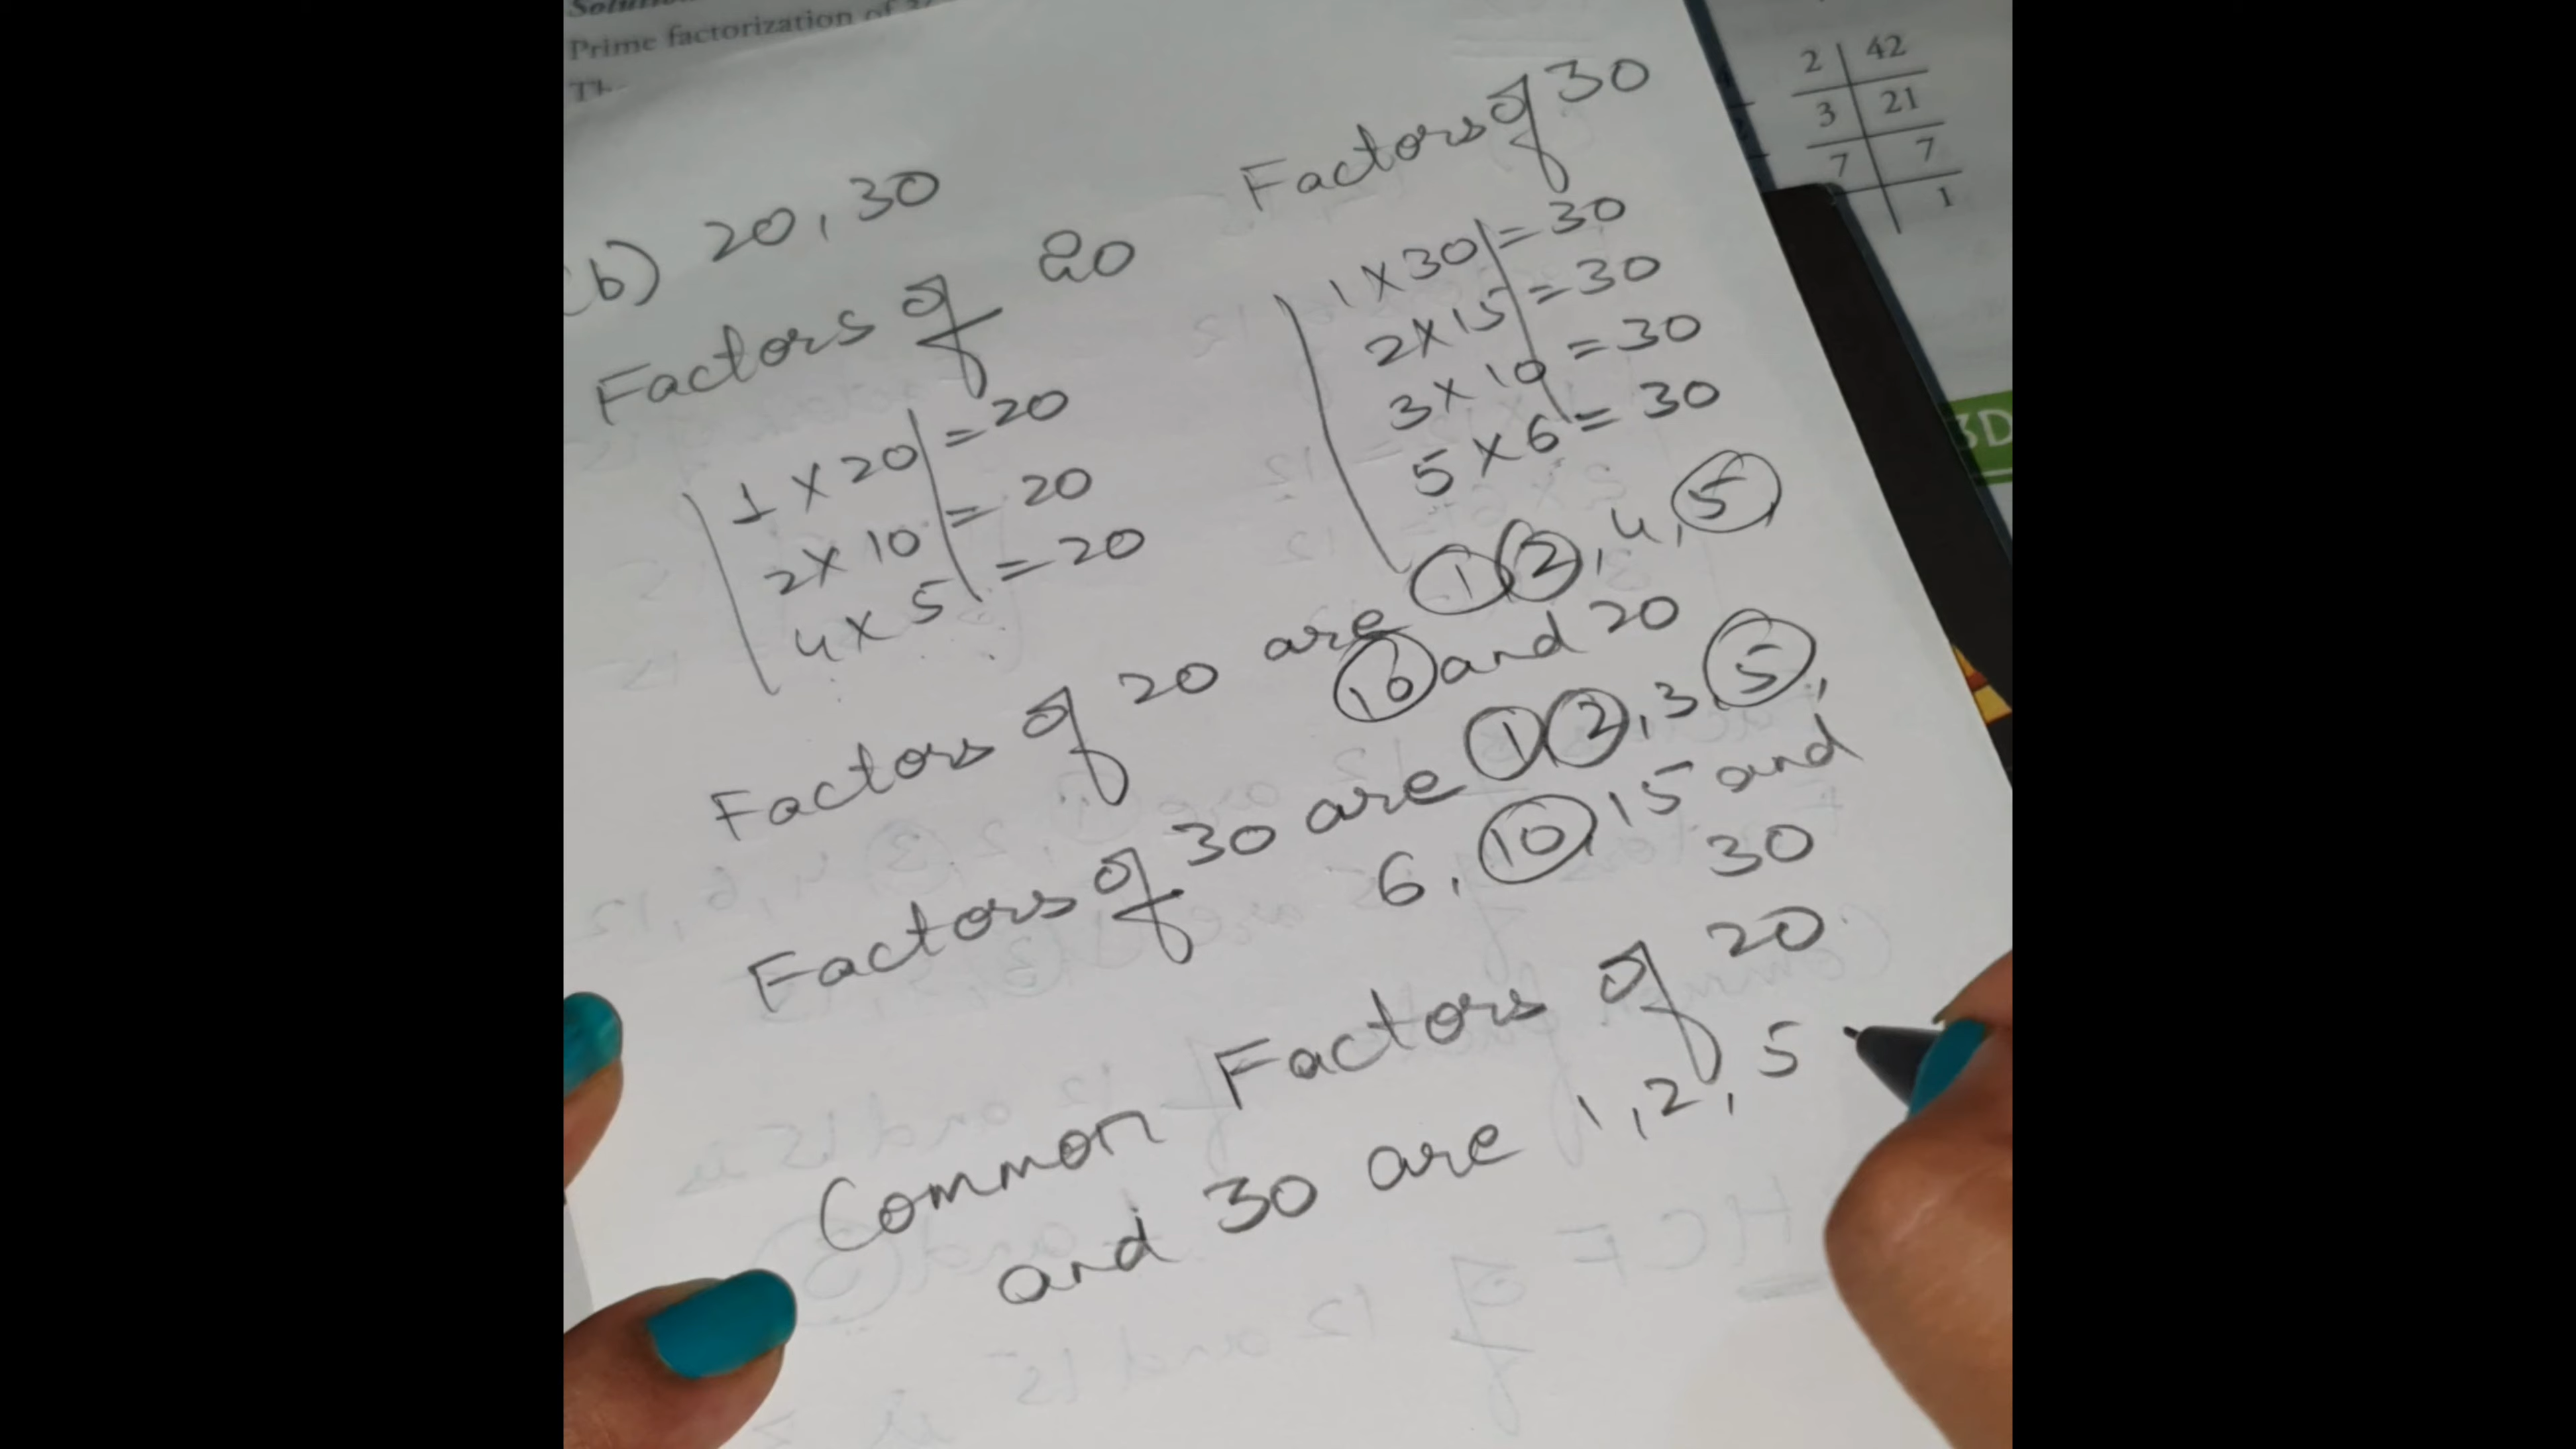 Prime factorization of
(b) 20, 30
Factors of 20
1 × 20 = 20
2 × 10 = 20
4 × 5 = 20
Factors of 30
1 × 30 = 30
2 × 15 = 30
3 × 10 = 30
5 × 6 = 30
Factors of 20 are 1 2, 4, 5
10 and 20
Factors of 30 are 1 2, 3, 5,
6, 10, 15 and
30
Common Factors of 20
and 30 are 1, 2, 5
2 42
3 21
7 7
1
3D